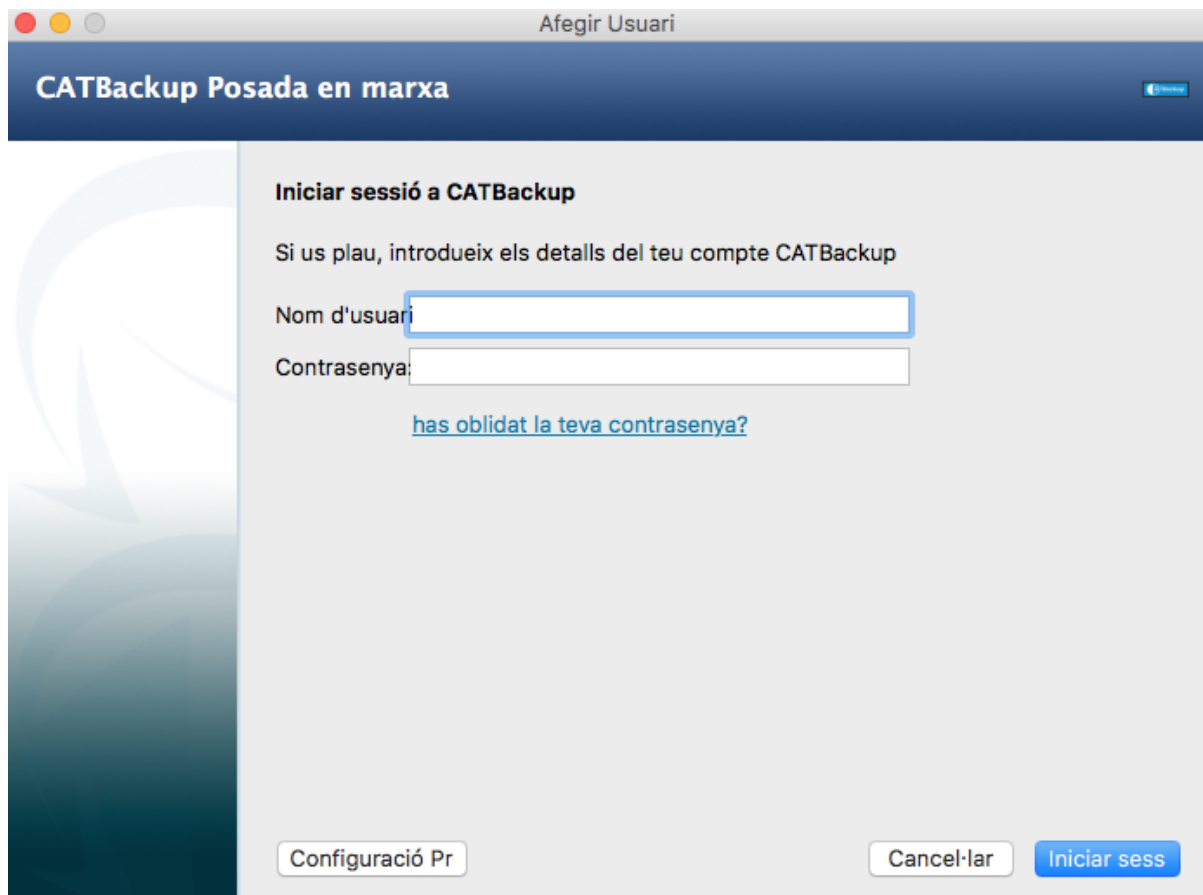 Afegir Usuari
CATBackup Posada en marxa
Iniciar sessió a CATBackup
Si us plau, introdueix els detalls del teu compte CATBackup
Nom d'usuari
Contrasenya:
has oblidat la teva contrasenya?
Configuració Pr
Cancel·lar
Iniciar sess